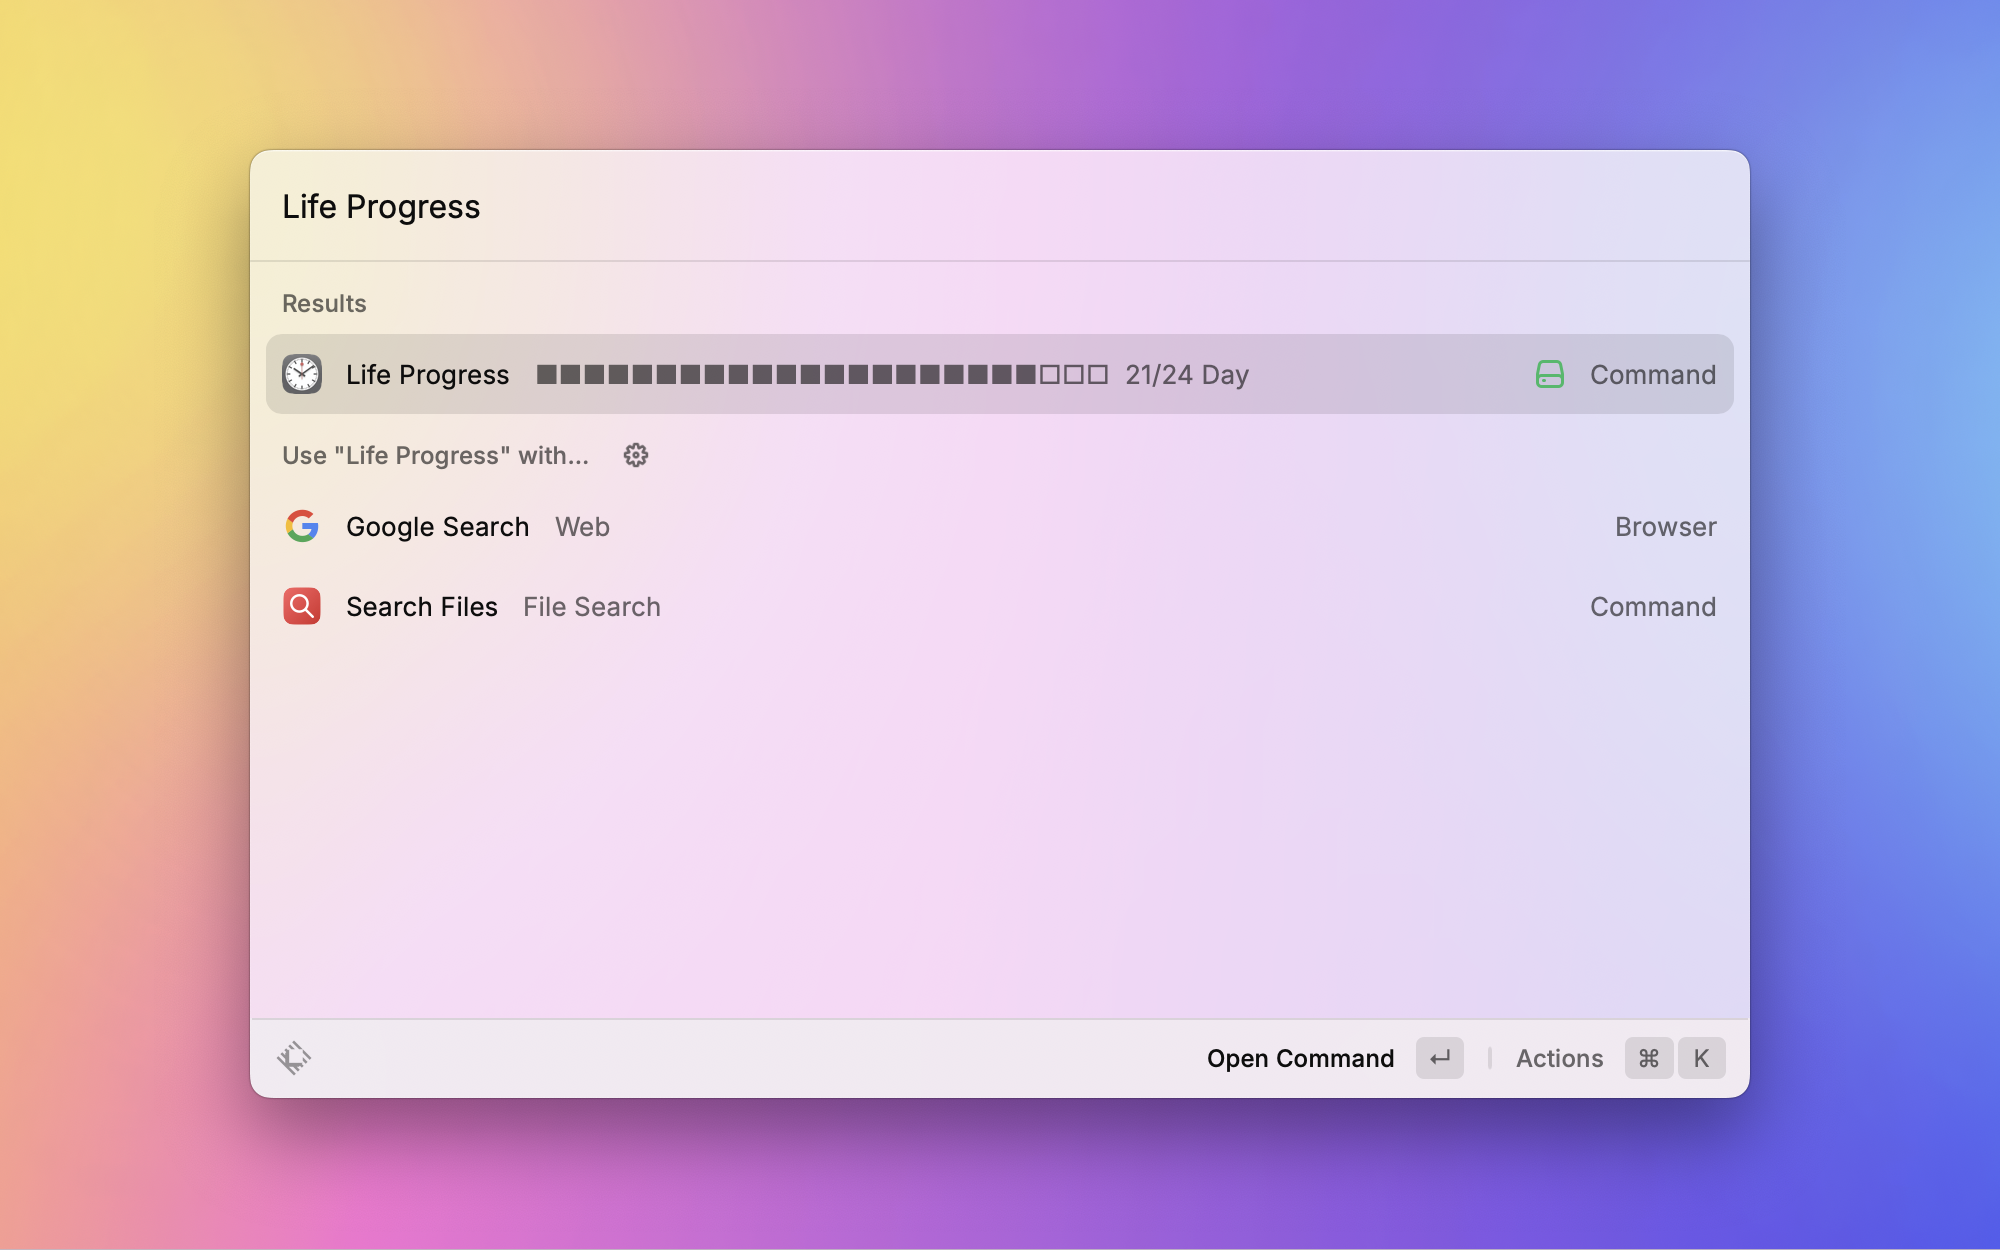 Life Progress
Results
Life Progress ■■■■■■■■■■■■■■■■■■■■■□□□ 21/24 Day Command
Use "Life Progress" with...
Google Search Web Browser
Search Files File Search Command
Open Command ↵ Actions ⌘ K